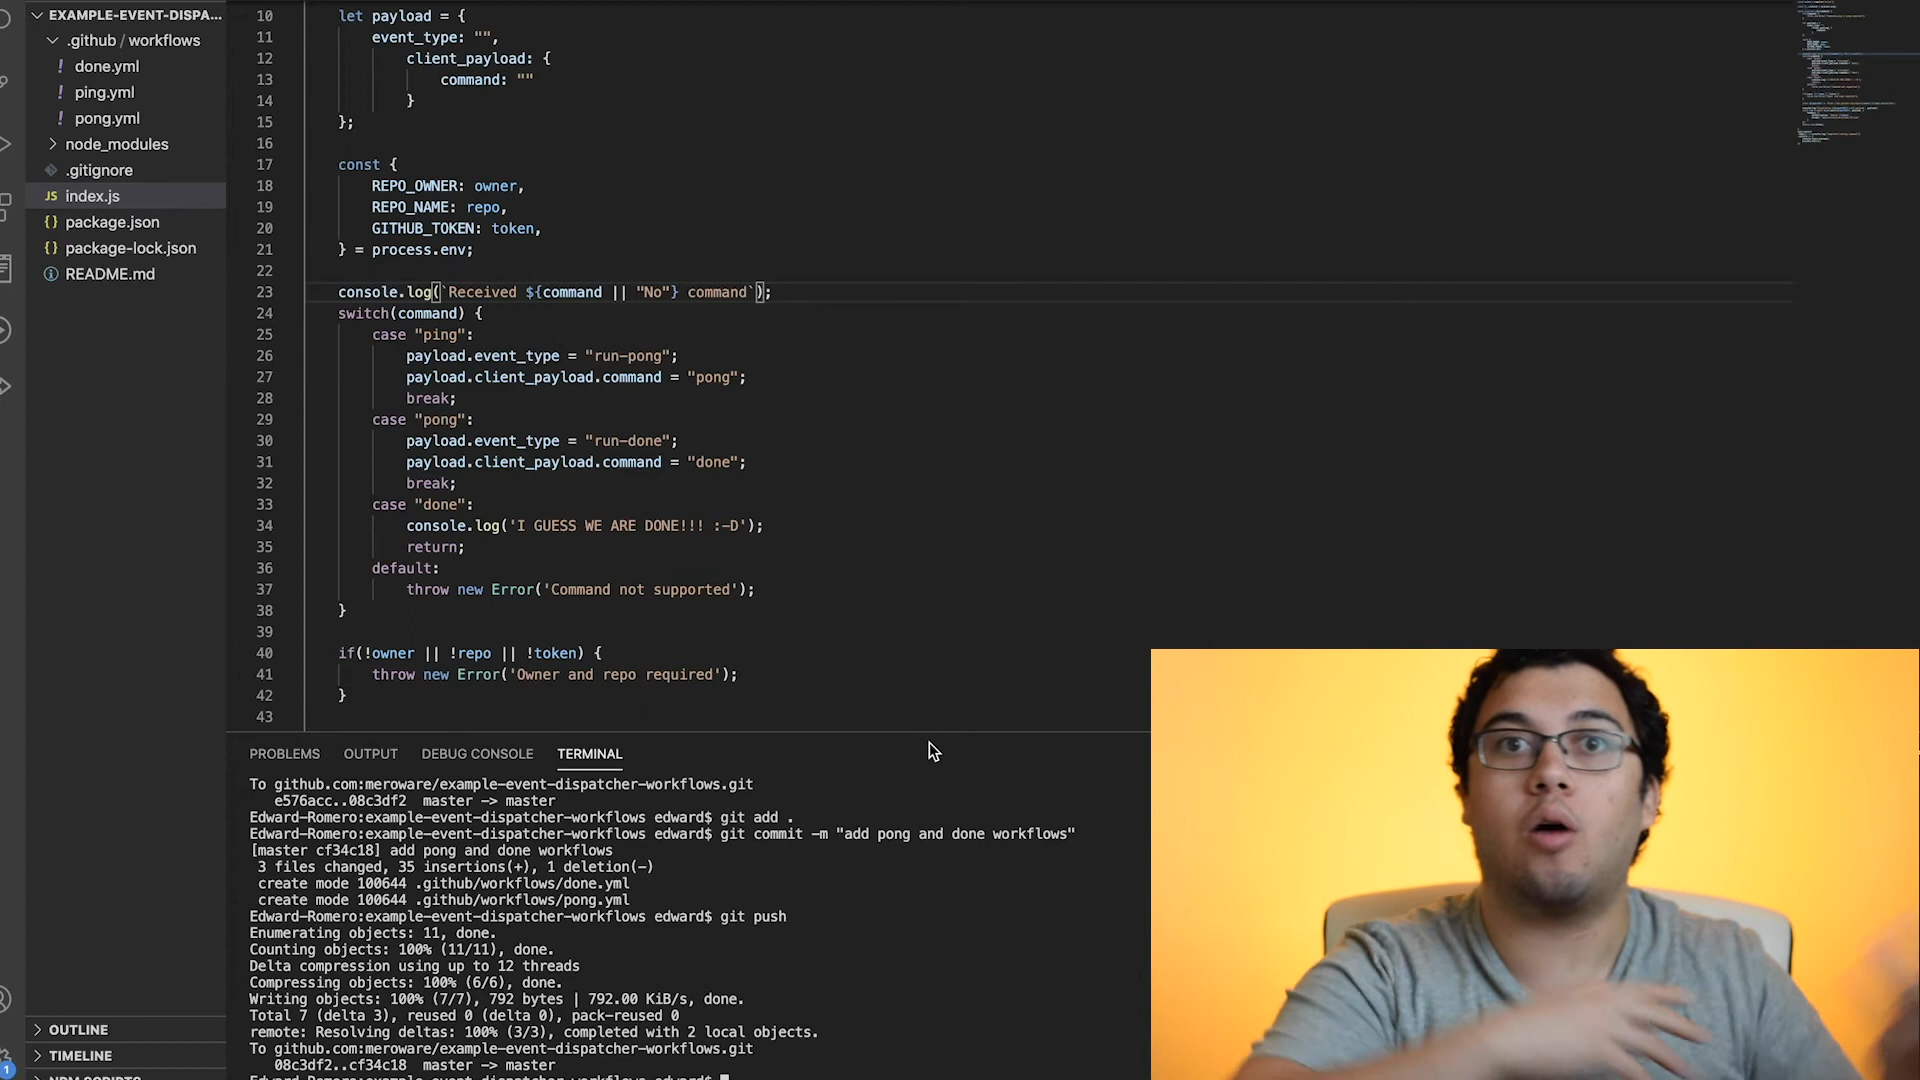 EXAMPLE-EVENT-DISPA...
.github / workflows
! done.yml
! ping.yml
! pong.yml
node_modules
.gitignore
JS index.js
{} package.json
{} package-lock.json
README.md
OUTLINE
TIMELINE
NPM SCRIPTS
1
10 let payload = {
11 event_type: "",
12 client_payload: {
13 command: ""
14 }
15 };
16
17 const {
18 REPO_OWNER: owner,
19 REPO_NAME: repo,
20 GITHUB_TOKEN: token,
21 } = process.env;
22
23 console.log(`Received ${command || "No"} command`);
24 switch(command) {
25 case "ping":
26 payload.event_type = "run-pong";
27 payload.client_payload.command = "pong";
28 break;
29 case "pong":
30 payload.event_type = "run-done";
31 payload.client_payload.command = "done";
32 break;
33 case "done":
34 console.log('I GUESS WE ARE DONE!!! :-D');
35 return;
36 default:
37 throw new Error('Command not supported');
38 }
39
40 if(!owner || !repo || !token) {
41 throw new Error('Owner and repo required');
42 }
43
PROBLEMS OUTPUT DEBUG CONSOLE TERMINAL
To github.com:meroware/example-event-dispatcher-workflows.git
e576acc..08c3df2 master -> master
Edward-Romero:example-event-dispatcher-workflows edward$ git add .
Edward-Romero:example-event-dispatcher-workflows edward$ git commit -m "add pong and done workflows"
[master cf34c18] add pong and done workflows
3 files changed, 35 insertions(+), 1 deletion(-)
create mode 100644 .github/workflows/done.yml
create mode 100644 .github/workflows/pong.yml
Edward-Romero:example-event-dispatcher-workflows edward$ git push
Enumerating objects: 11, done.
Counting objects: 100% (11/11), done.
Delta compression using up to 12 threads
Compressing objects: 100% (6/6), done.
Writing objects: 100% (7/7), 792 bytes | 792.00 KiB/s, done.
Total 7 (delta 3), reused 0 (delta 0), pack-reused 0
remote: Resolving deltas: 100% (3/3), completed with 2 local objects.
To github.com:meroware/example-event-dispatcher-workflows.git
08c3df2..cf34c18 master -> master
Edward-Romero:example-event-dispatcher-workflows edward$